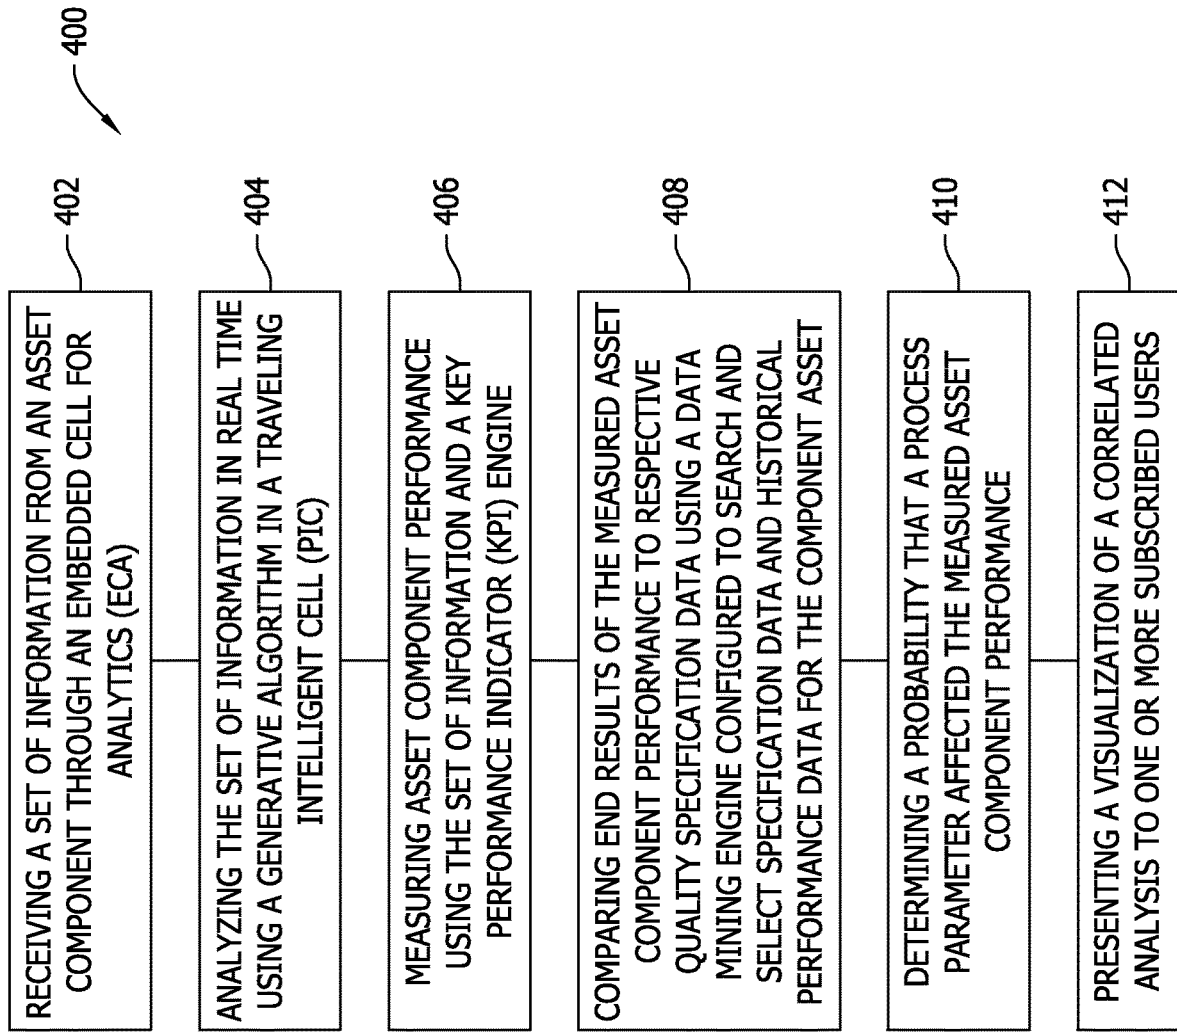 400
RECEIVING A SET OF INFORMATION FROM AN ASSET
COMPONENT THROUGH AN EMBEDDED CELL FOR
ANALYTICS (ECA)
402
ANALYZING THE SET OF INFORMATION IN REAL TIME
USING A GENERATIVE ALGORITHM IN A TRAVELING
INTELLIGENT CELL (PIC)
404
MEASURING ASSET COMPONENT PERFORMANCE
USING THE SET OF INFORMATION AND A KEY
PERFORMANCE INDICATOR (KPI) ENGINE
406
COMPARING END RESULTS OF THE MEASURED ASSET
COMPONENT PERFORMANCE TO RESPECTIVE
QUALITY SPECIFICATION DATA USING A DATA
MINING ENGINE CONFIGURED TO SEARCH AND
SELECT SPECIFICATION DATA AND HISTORICAL
PERFORMANCE DATA FOR THE COMPONENT ASSET
408
DETERMINING A PROBABILITY THAT A PROCESS
PARAMETER AFFECTED THE MEASURED ASSET
COMPONENT PERFORMANCE
410
PRESENTING A VISUALIZATION OF A CORRELATED
ANALYSIS TO ONE OR MORE SUBSCRIBED USERS
412